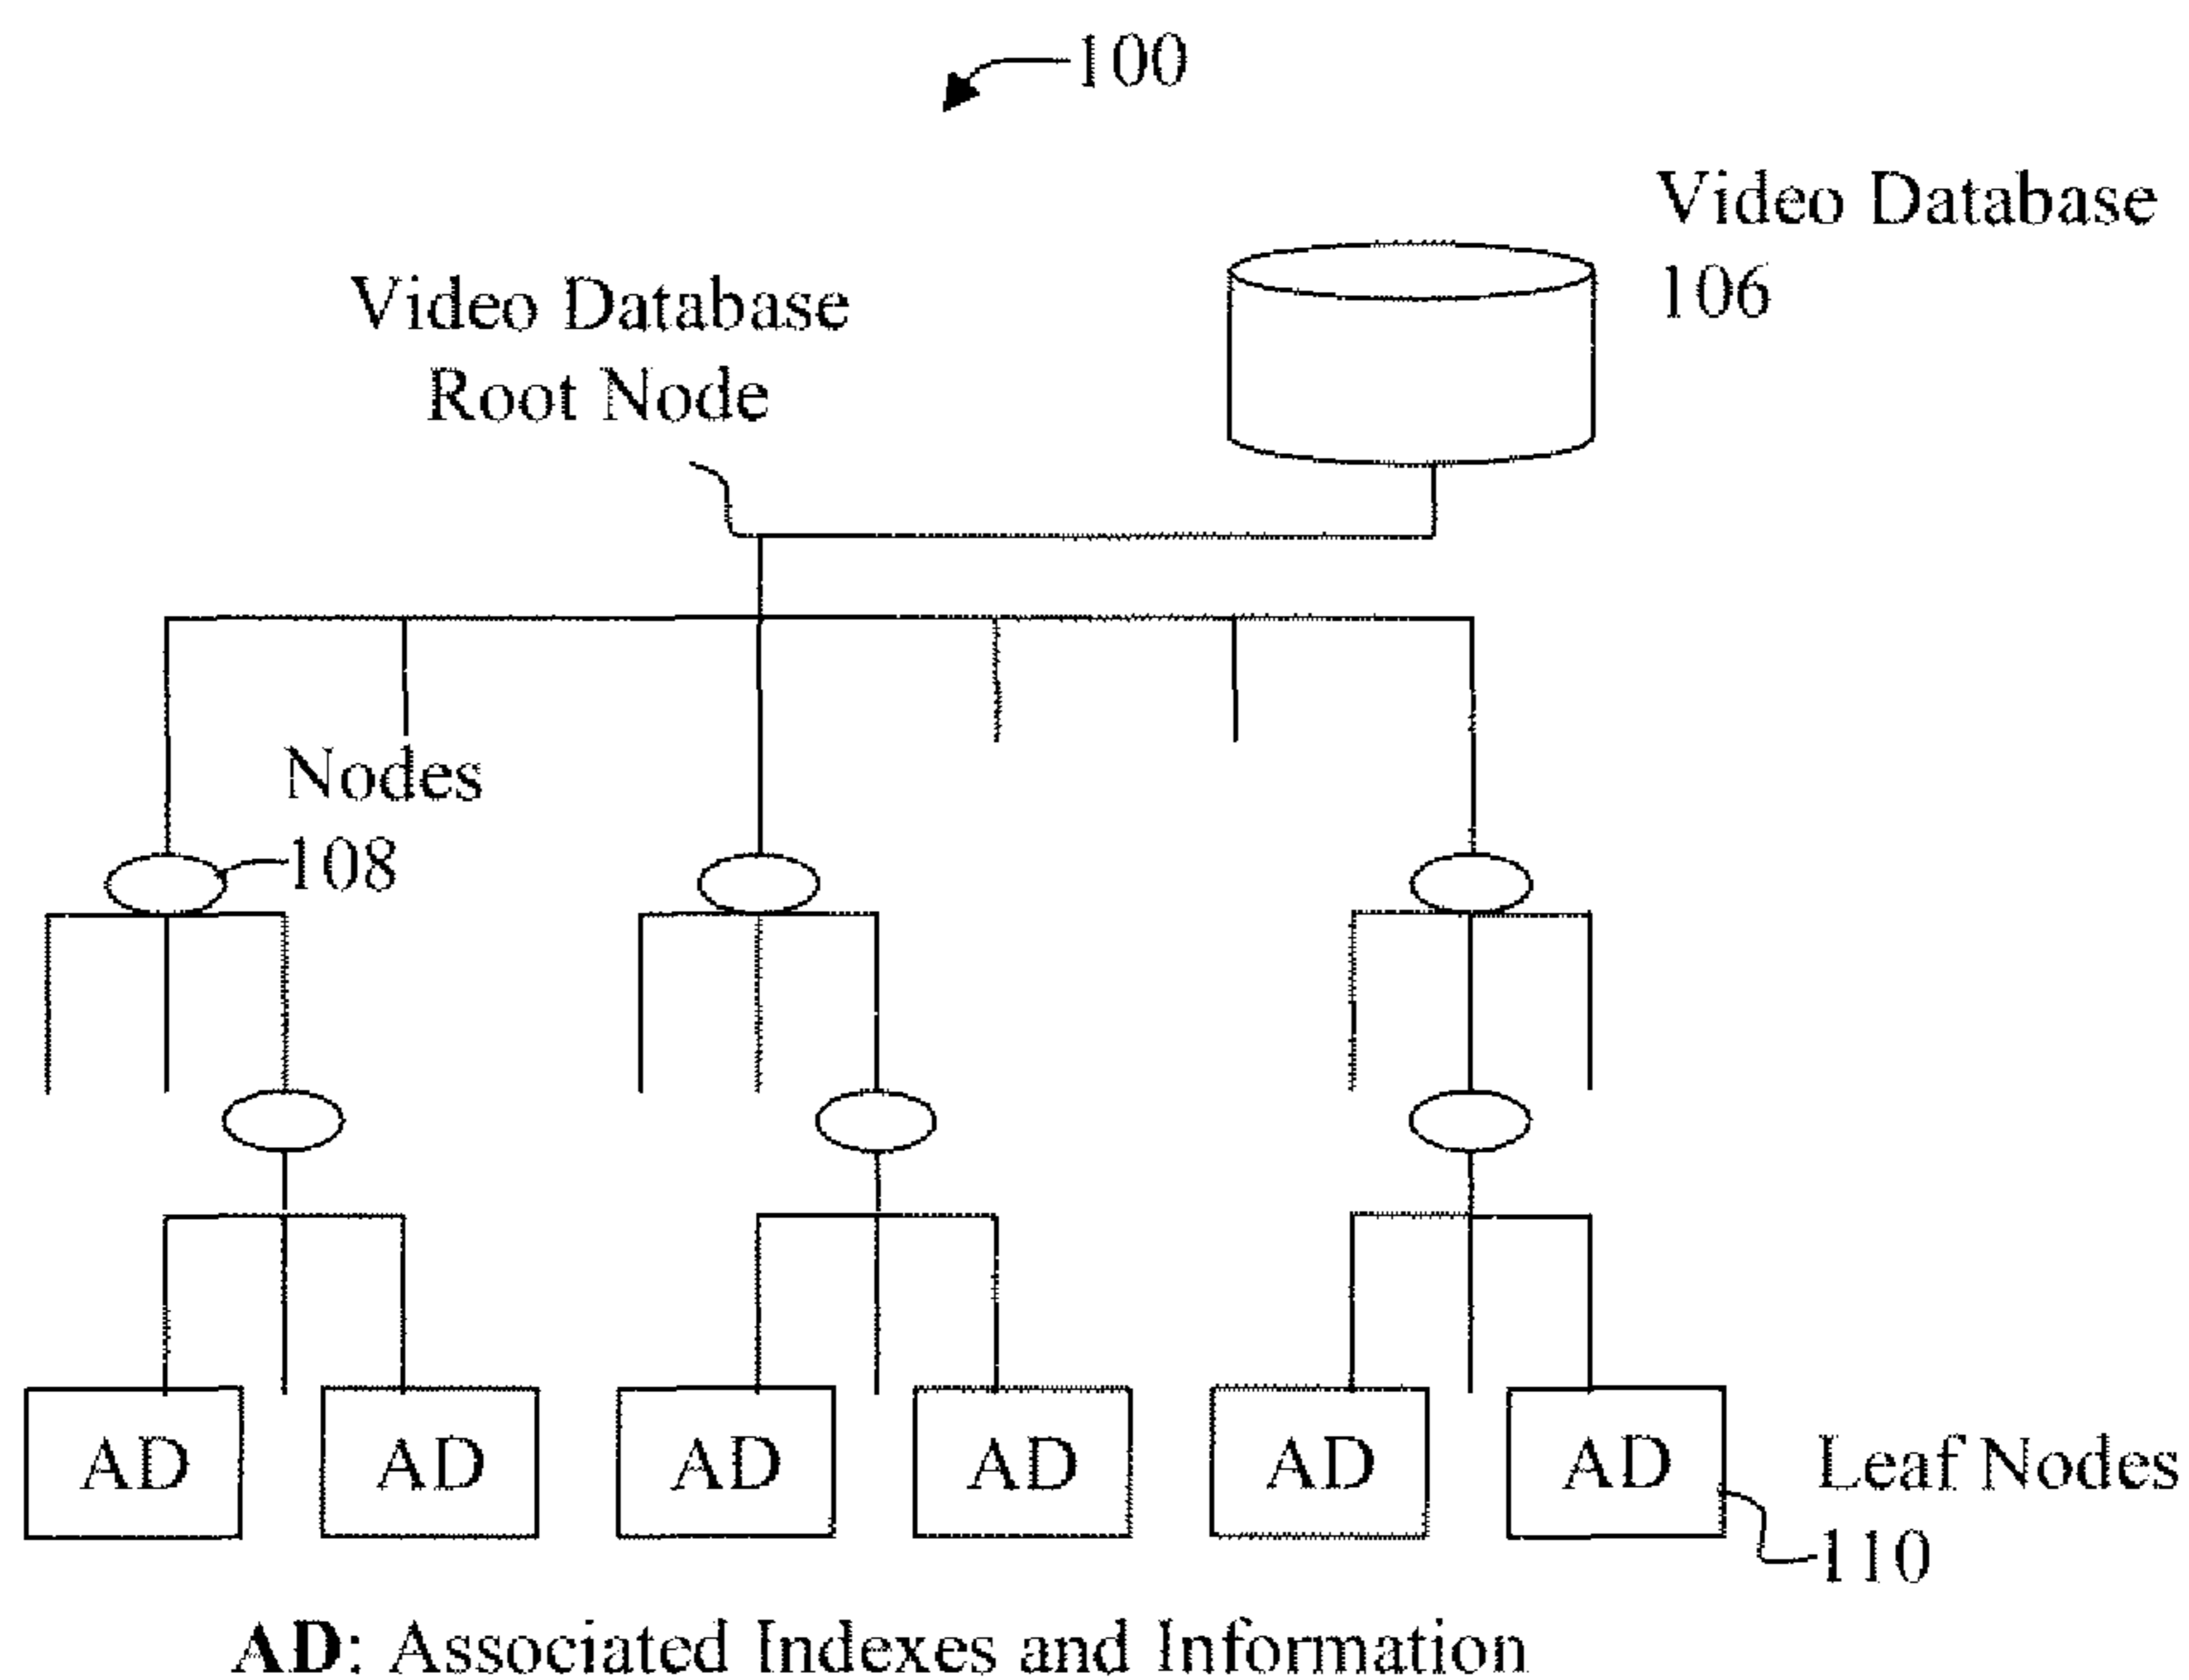 100
Video Database
106
Video Database
Root Node
Nodes
108
AD AD AD AD AD AD
Leaf Nodes
110
AD: Associated Indexes and Information